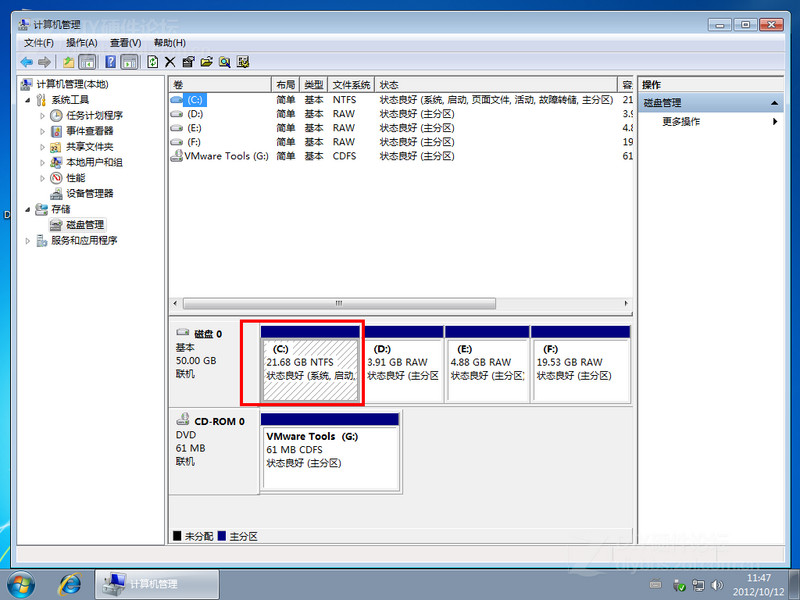 计算机管理
文件(F) 操作(A) 查看(V) 帮助(H)
计算机管理(本地)
系统工具
任务计划程序
事件查看器
共享文件夹
本地用户和组
性能
设备管理器
存储
磁盘管理
服务和应用程序
卷 布局 类型 文件系统 状态 容
(C:) 简单 基本 NTFS 状态良好 (系统, 启动, 页面文件, 活动, 故障转储, 主分区) 21
(D:) 简单 基本 RAW 状态良好 (主分区) 3.9
(E:) 简单 基本 RAW 状态良好 (主分区) 4.8
(F:) 简单 基本 RAW 状态良好 (主分区) 19
VMware Tools (G:) 简单 基本 CDFS 状态良好 (主分区) 61
操作
磁盘管理
更多操作
磁盘 0
基本
50.00 GB
联机
(C:)
21.68 GB NTFS
状态良好 (系统, 启动,
(D:)
3.91 GB RAW
状态良好 (主分区
(E:)
4.88 GB RAW
状态良好 (主分区)
(F:)
19.53 GB RAW
状态良好 (主分区)
CD-ROM 0
DVD
61 MB
联机
VMware Tools (G:)
61 MB CDFS
状态良好 (主分区)
未分配 主分区
计算机管理
11:47
2012/10/12